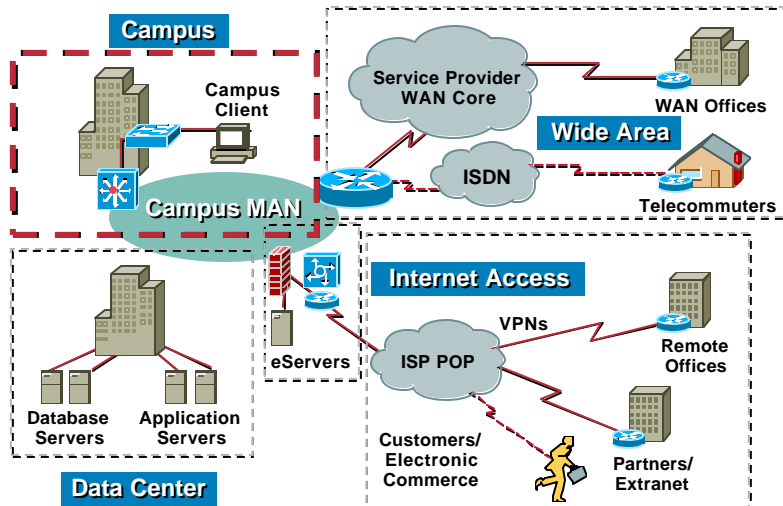 Campus
Campus
Client
Campus MAN
Service Provider
WAN Core
WAN Offices
Wide Area
ISDN
Telecommuters
Internet Access
eServers
VPNs
ISP POP
Remote
Offices
Customers/
Electronic
Commerce
Partners/
Extranet
Database
Servers
Application
Servers
Data Center